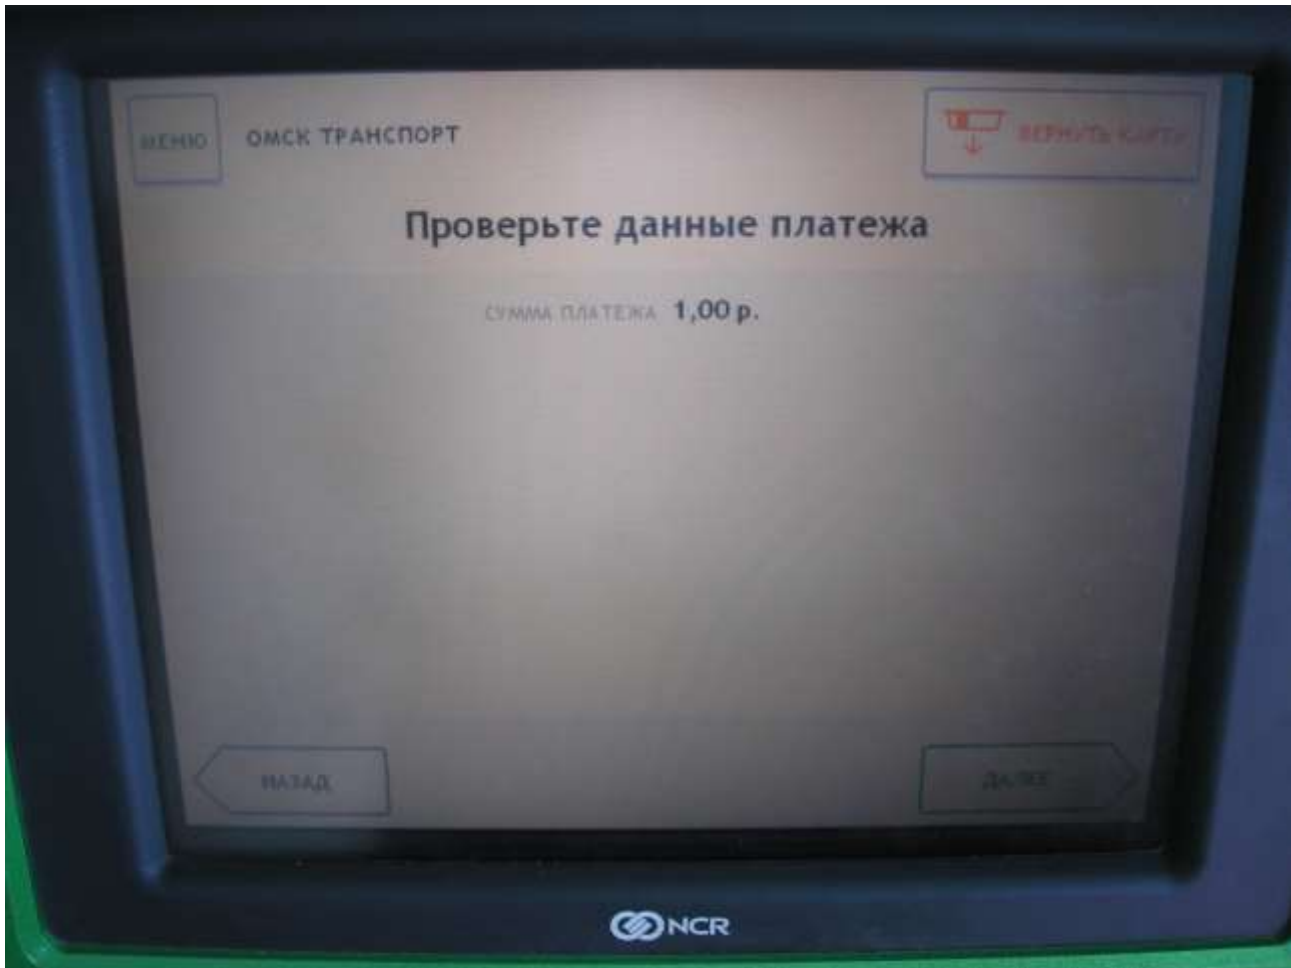 МЕНЮ ОМСК ТРАНСПОРТ ВЕРНУТЬ КАРТУ
Проверьте данные платежа
СУММА ПЛАТЕЖА 1,00 р.
НАЗАД ДАЛЕЕ
NCR